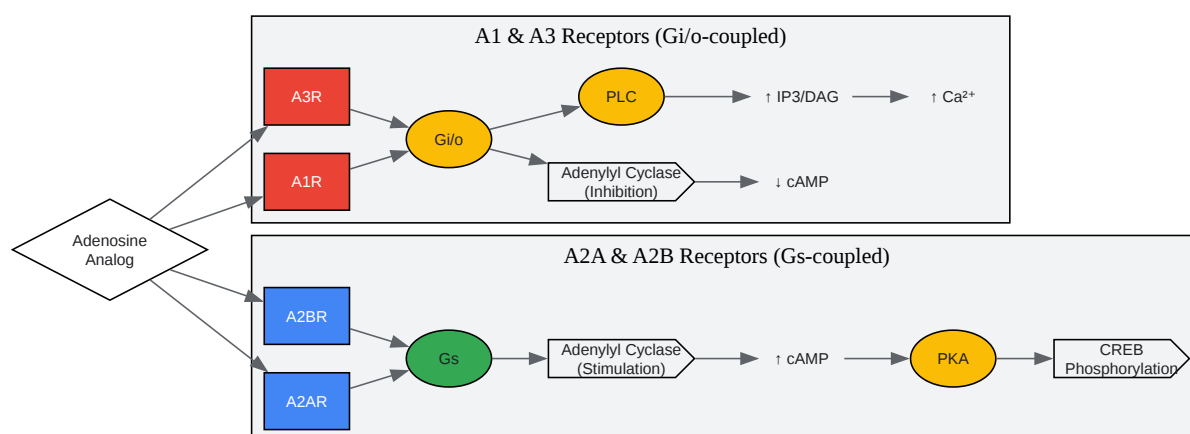 A1 & A3 Receptors (Gi/o-coupled)
A3R
PLC
↑ IP3/DAG
↑ Ca²⁺
Gi/o
A1R
Adenylyl Cyclase
(Inhibition)
↓ cAMP
Adenosine
Analog
A2A & A2B Receptors (Gs-coupled)
A2BR
Gs
Adenylyl Cyclase
(Stimulation)
↑ cAMP
PKA
CREB
Phosphorylation
A2AR